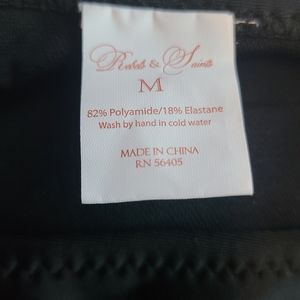 Rebels & Saints
M
82% Polyamide/18% Elastane
Wash by hand in cold water
MADE IN CHINA
RN 56405